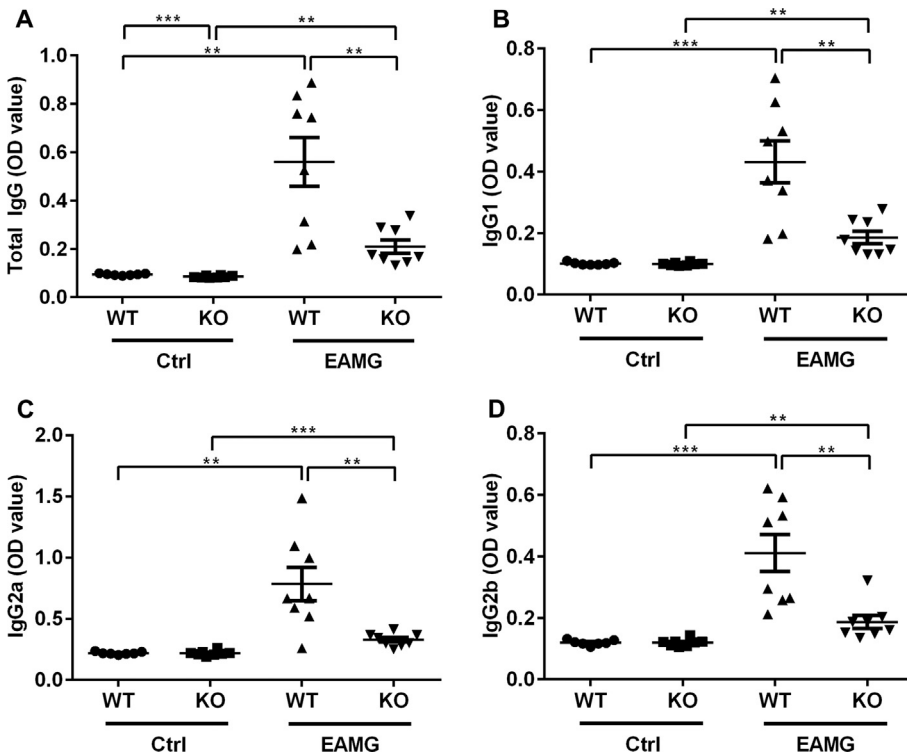 A
*** **
** **
Total IgG (OD value)
1.0
0.8
0.6
0.4
0.2
0.0
WT KO WT KO
Ctrl EAMG
B
**
*** **
IgG1 (OD value)
0.8
0.6
0.4
0.2
0.0
WT KO WT KO
Ctrl EAMG
C
***
** **
IgG2a (OD value)
2.0
1.5
1.0
0.5
0.0
WT KO WT KO
Ctrl EAMG
D
**
*** **
IgG2b (OD value)
0.8
0.6
0.4
0.2
0.0
WT KO WT KO
Ctrl EAMG